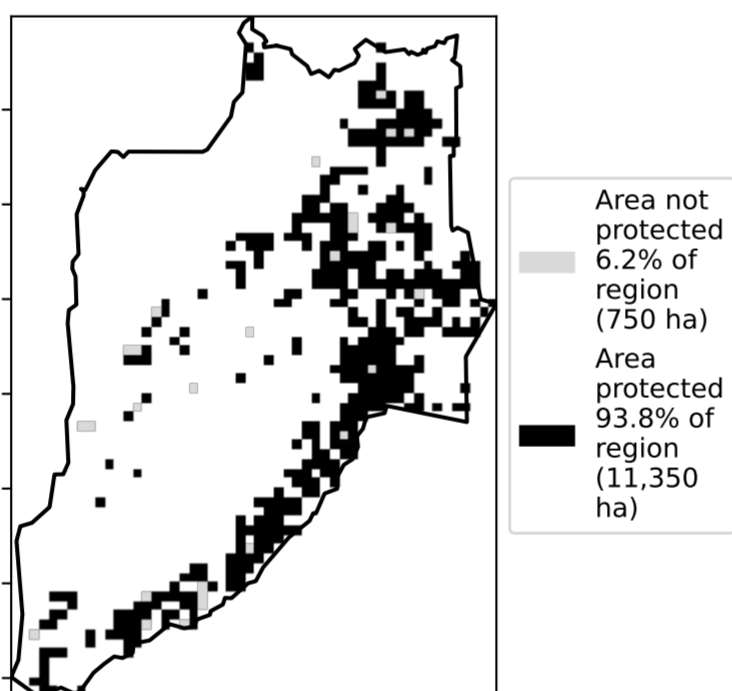 Area not
protected
6.2% of
region
(750 ha)
Area
protected
93.8% of
region
(11,350
ha)